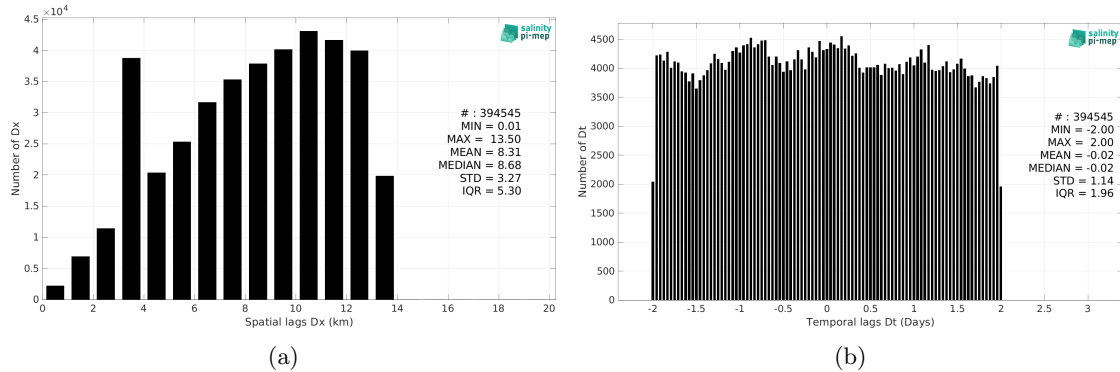 ×10⁴
4.5
4
3.5
3
2.5
2
1.5
1
0.5
0
Number of Dx
0 2 4 6 8 10 12 14 16 18 20
Spatial lags Dx (km)
salinity
pi-mep
# : 394545
MIN = 0.01
MAX = 13.50
MEAN = 8.31
MEDIAN = 8.68
STD = 3.27
IQR = 5.30
(a)
4500
4000
3500
3000
2500
2000
1500
1000
500
0
Number of Dt
-2 -1.5 -1 -0.5 0 0.5 1 1.5 2 2.5 3
Temporal lags Dt (Days)
salinity
pi-mep
# : 394545
MIN = -2.00
MAX = 2.00
MEAN = -0.02
MEDIAN = -0.02
STD = 1.14
IQR = 1.96
(b)